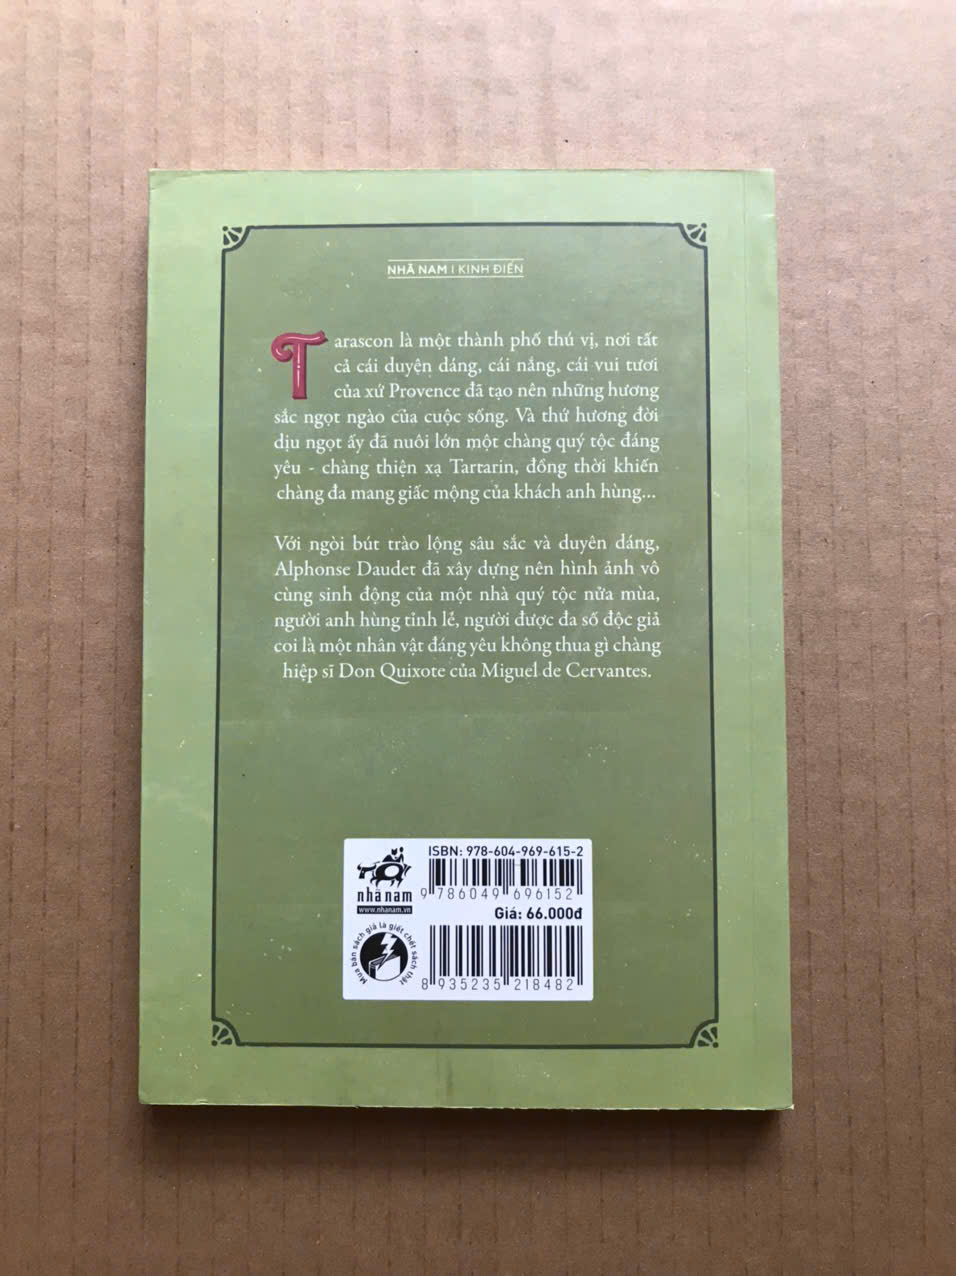 NHÃ NAM | KINH ĐIỂN
Tarascon là một thành phố thú vị, nơi tất
cả cái duyên dáng, cái nắng, cái vui tươi
của xứ Provence đã tạo nên những hương
sắc ngọt ngào của cuộc sống. Và thứ hương đời
dịu ngọt ấy đã nuôi lớn một chàng quý tộc đáng
yêu - chàng thiện xạ Tartarin, đồng thời khiến
chàng đa mang giấc mộng của khách anh hùng...
Với ngòi bút trào lộng sâu sắc và duyên dáng,
Alphonse Daudet đã xây dựng nên hình ảnh vô
cùng sinh động của một nhà quý tộc nửa mùa,
người anh hùng tỉnh lẻ, người được đa số độc giả
coi là một nhân vật đáng yêu không thua gì chàng
hiệp sĩ Don Quixote của Miguel de Cervantes.
nhã nam
www.nhanam.vn
ISBN: 978-604-969-615-2
9 786049 696152
Giá: 66.000đ
Mua bán sách giả là giết chết sách thật
8 935235 218482